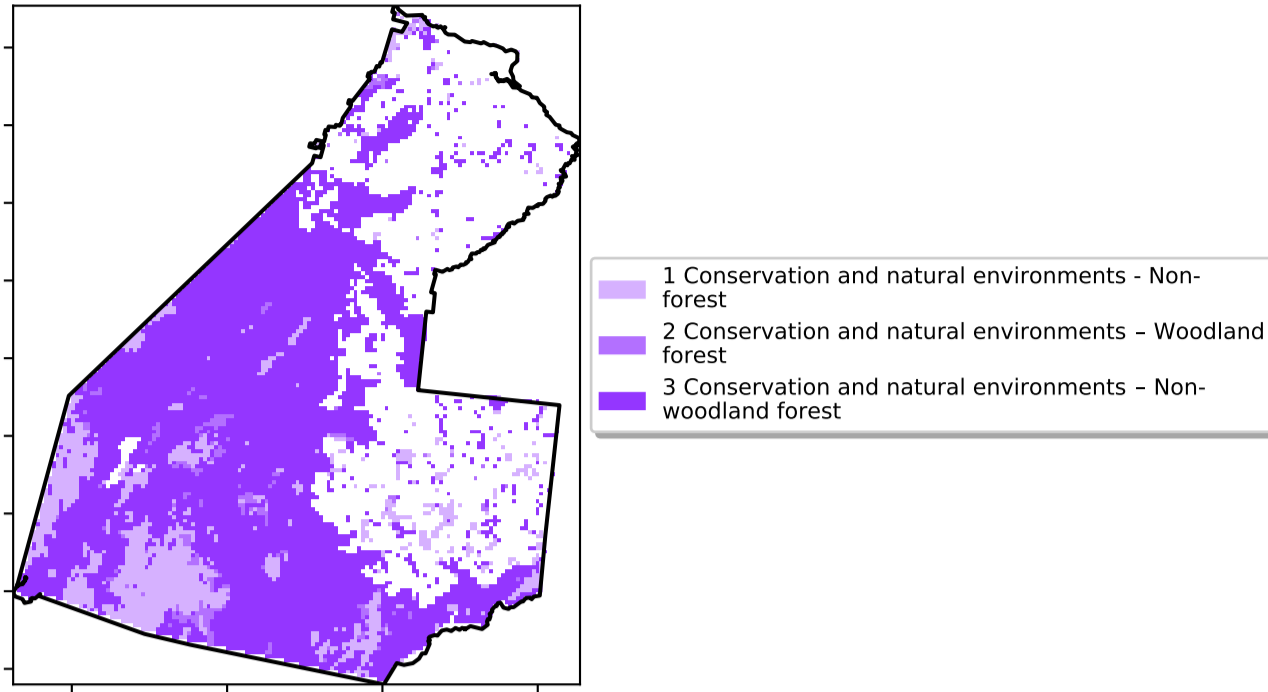 1 Conservation and natural environments - Non-
forest
2 Conservation and natural environments – Woodland
forest
3 Conservation and natural environments – Non-
woodland forest